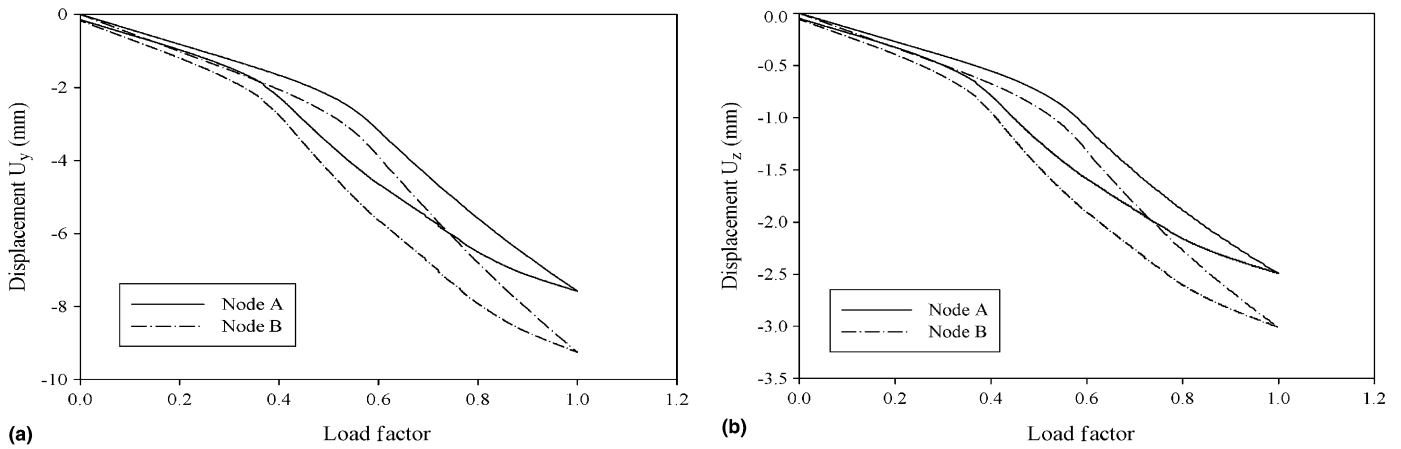 0
-2
-4
-6
-8
-10
0.0 0.2 0.4 0.6 0.8 1.0 1.2
Displacement Uy (mm)
Load factor
Node A
Node B
(a)
0.0
-0.5
-1.0
-1.5
-2.0
-2.5
-3.0
-3.5
0.0 0.2 0.4 0.6 0.8 1.0 1.2
Displacement Uz (mm)
Load factor
Node A
Node B
(b)